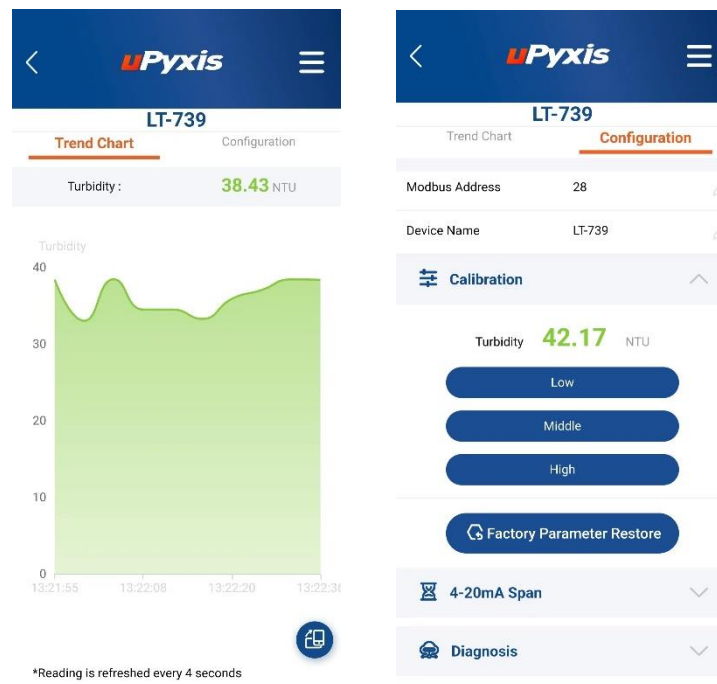 uPyxis
LT-739
Trend Chart
Configuration
Turbidity :
38.43 NTU
Turbidity
40
30
20
10
0
13:21:55
13:22:08
13:22:20
*Reading is refreshed every 4 seconds
uPyxis
LT-739
Trend Chart
Configuration
Modbus Address
28
Device Name
LT-739
Calibration
Turbidity 42.17 NTU
Low
Middle
High
Factory Parameter Restore
4-20mA Span
Diagnosis